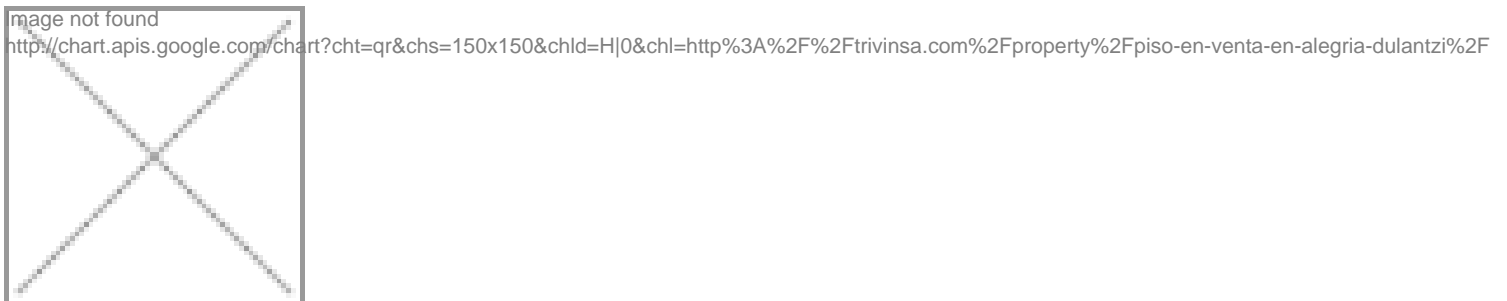 Image not found
http://chart.apis.google.com/chart?cht=qr&chs=150x150&chld=H|0&chl=http%3A%2F%2Ftrivinsa.com%2Fproperty%2Fpiso-en-venta-en-alegria-dulantzi%2F